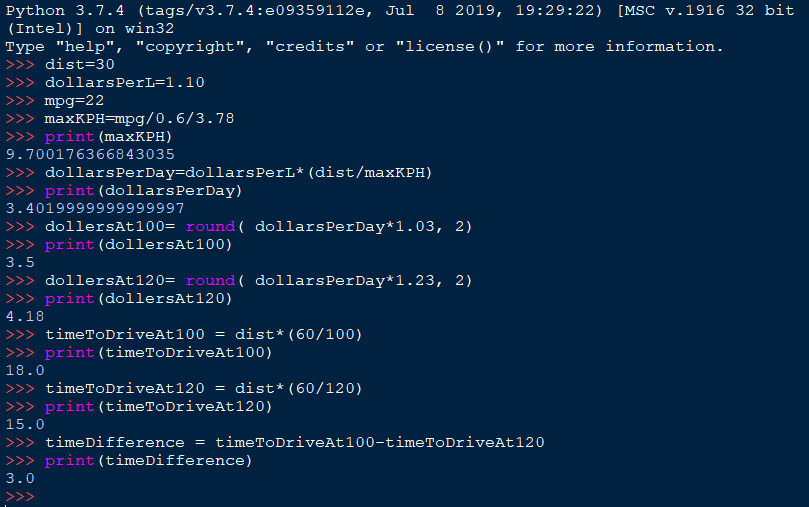 Python 3.7.4 (tags/v3.7.4:e09359112e, Jul  8 2019, 19:29:22) [MSC v.1916 32 bit
(Intel)] on win32
Type "help", "copyright", "credits" or "license()" for more information.
>>> dist=30
>>> dollarsPerL=1.10
>>> mpg=22
>>> maxKPH=mpg/0.6/3.78
>>> print(maxKPH)
9.700176366843035
>>> dollarsPerDay=dollarsPerL*(dist/maxKPH)
>>> print(dollarsPerDay)
3.4019999999999997
>>> dollersAt100= round( dollarsPerDay*1.03, 2)
>>> print(dollersAt100)
3.5
>>> dollersAt120= round( dollarsPerDay*1.23, 2)
>>> print(dollersAt120)
4.18
>>> timeToDriveAt100 = dist*(60/100)
>>> print(timeToDriveAt100)
18.0
>>> timeToDriveAt120 = dist*(60/120)
>>> print(timeToDriveAt120)
15.0
>>> timeDifference = timeToDriveAt100-timeToDriveAt120
>>> print(timeDifference)
3.0
>>>